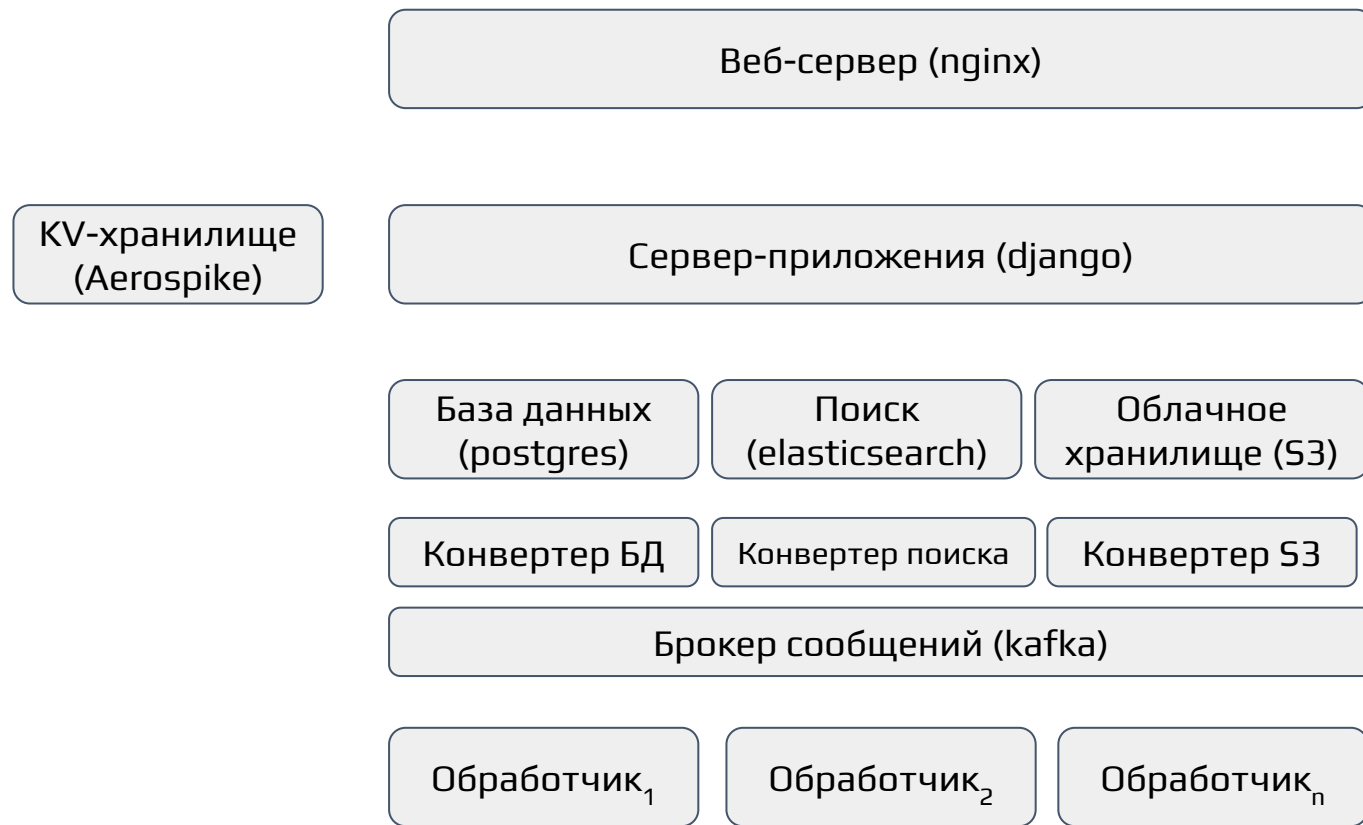 Веб-сервер (nginx)
KV-хранилище
(Aerospike)
Сервер-приложения (django)
База данных
(postgres)
Поиск
(elasticsearch)
Облачное
хранилище (S3)
Конвертер БД
Конвертер поиска
Конвертер S3
Брокер сообщений (kafka)
Обработчик₁
Обработчик₂
Обработчикₙ